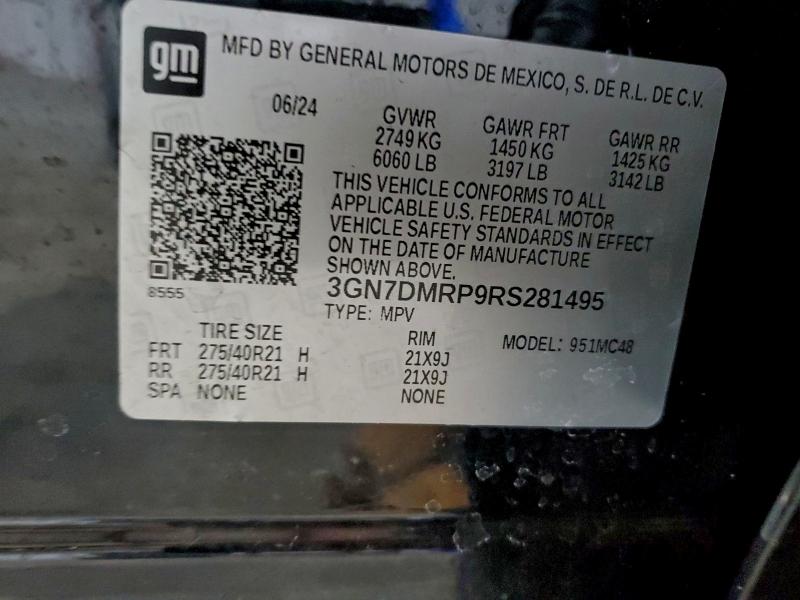 gm
MFD BY GENERAL MOTORS DE MEXICO, S. DE R.L. DE C.V.
06/24
GVWR GAWR FRT GAWR RR
2749 KG 1450 KG 1425 KG
6060 LB 3197 LB 3142 LB
THIS VEHICLE CONFORMS TO ALL
APPLICABLE U.S. FEDERAL MOTOR
VEHICLE SAFETY STANDARDS IN EFFECT
ON THE DATE OF MANUFACTURE
SHOWN ABOVE.
8555
3GN7DMRP9RS281495
TYPE: MPV
TIRE SIZE RIM MODEL: 951MC48
FRT 275/40R21 H 21X9J
RR 275/40R21 H 21X9J
SPA NONE NONE